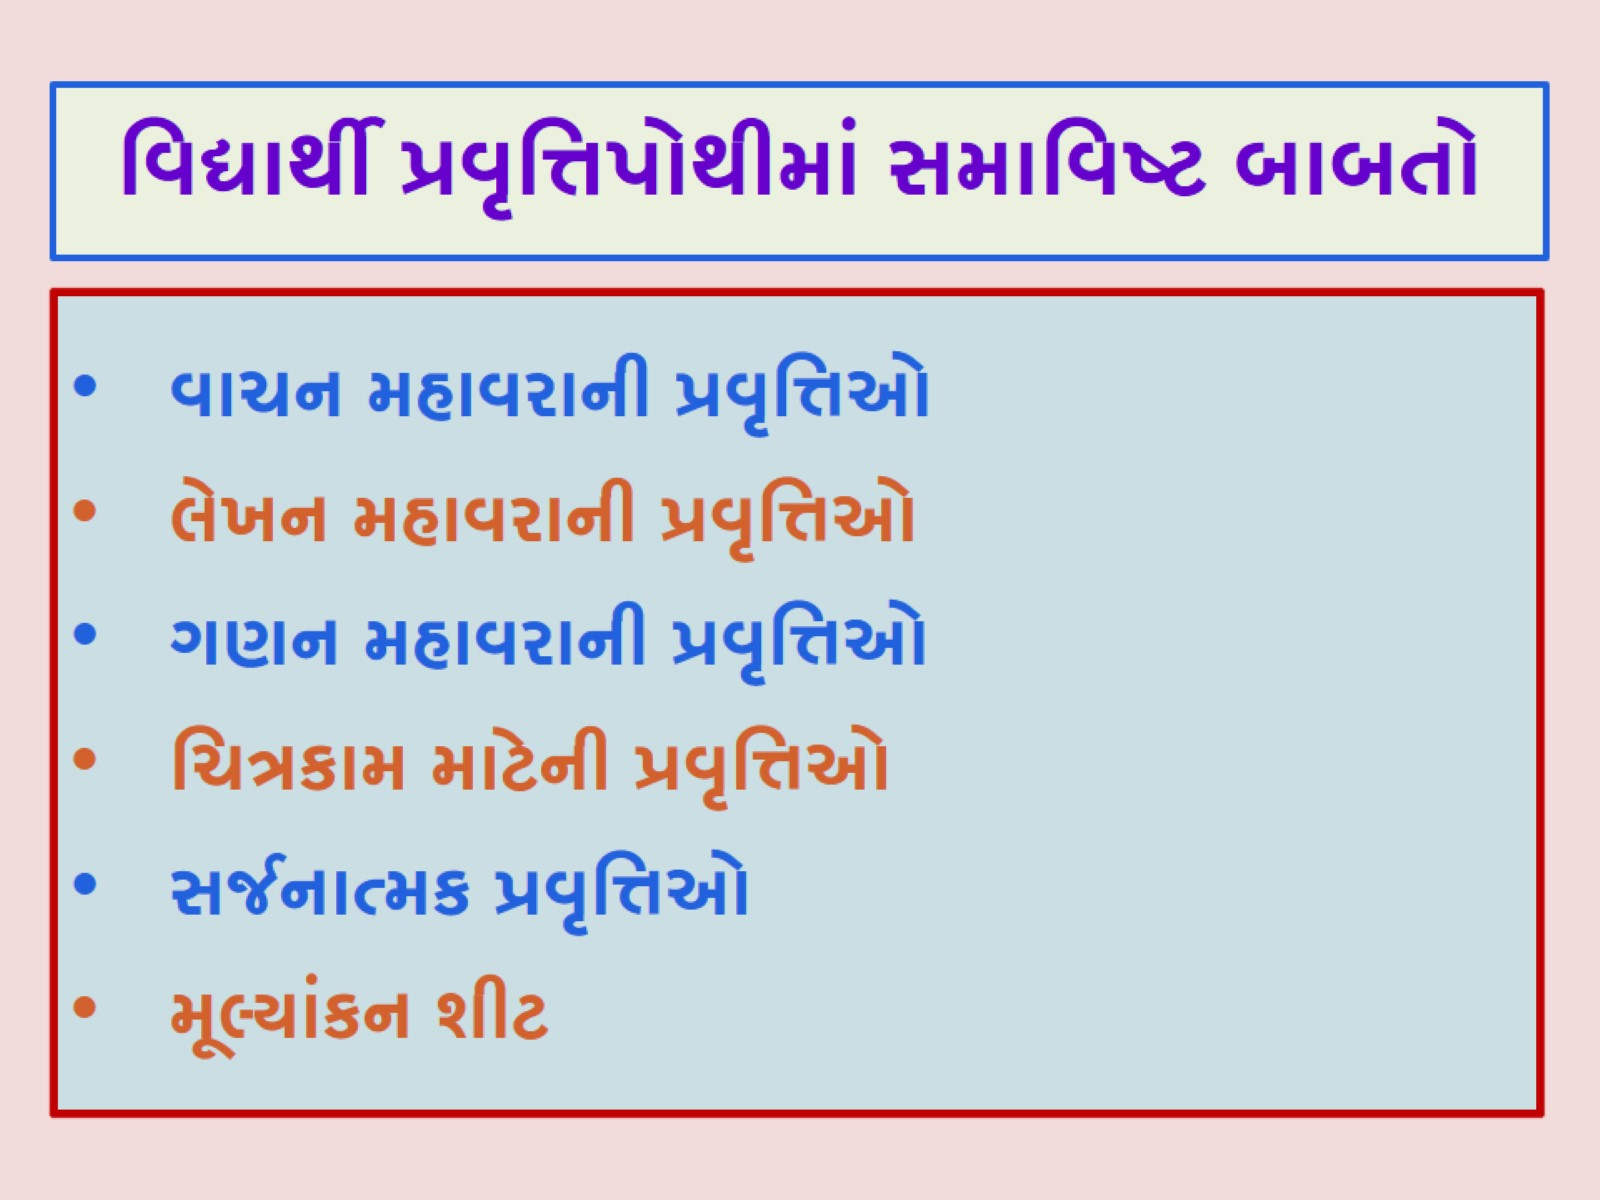 વિદ્યાર્થી પ્રવૃત્તિપોથીમાં સમાવિષ્ટ બાબતો
• વાચન મહાવરાની પ્રવૃત્તિઓ
• લેખન મહાવરાની પ્રવૃત્તિઓ
• ગણન મહાવરાની પ્રવૃત્તિઓ
• ચિત્રકામ માટેની પ્રવૃત્તિઓ
• સર્જનાત્મક પ્રવૃત્તિઓ
• મૂલ્યાંકન શીટ